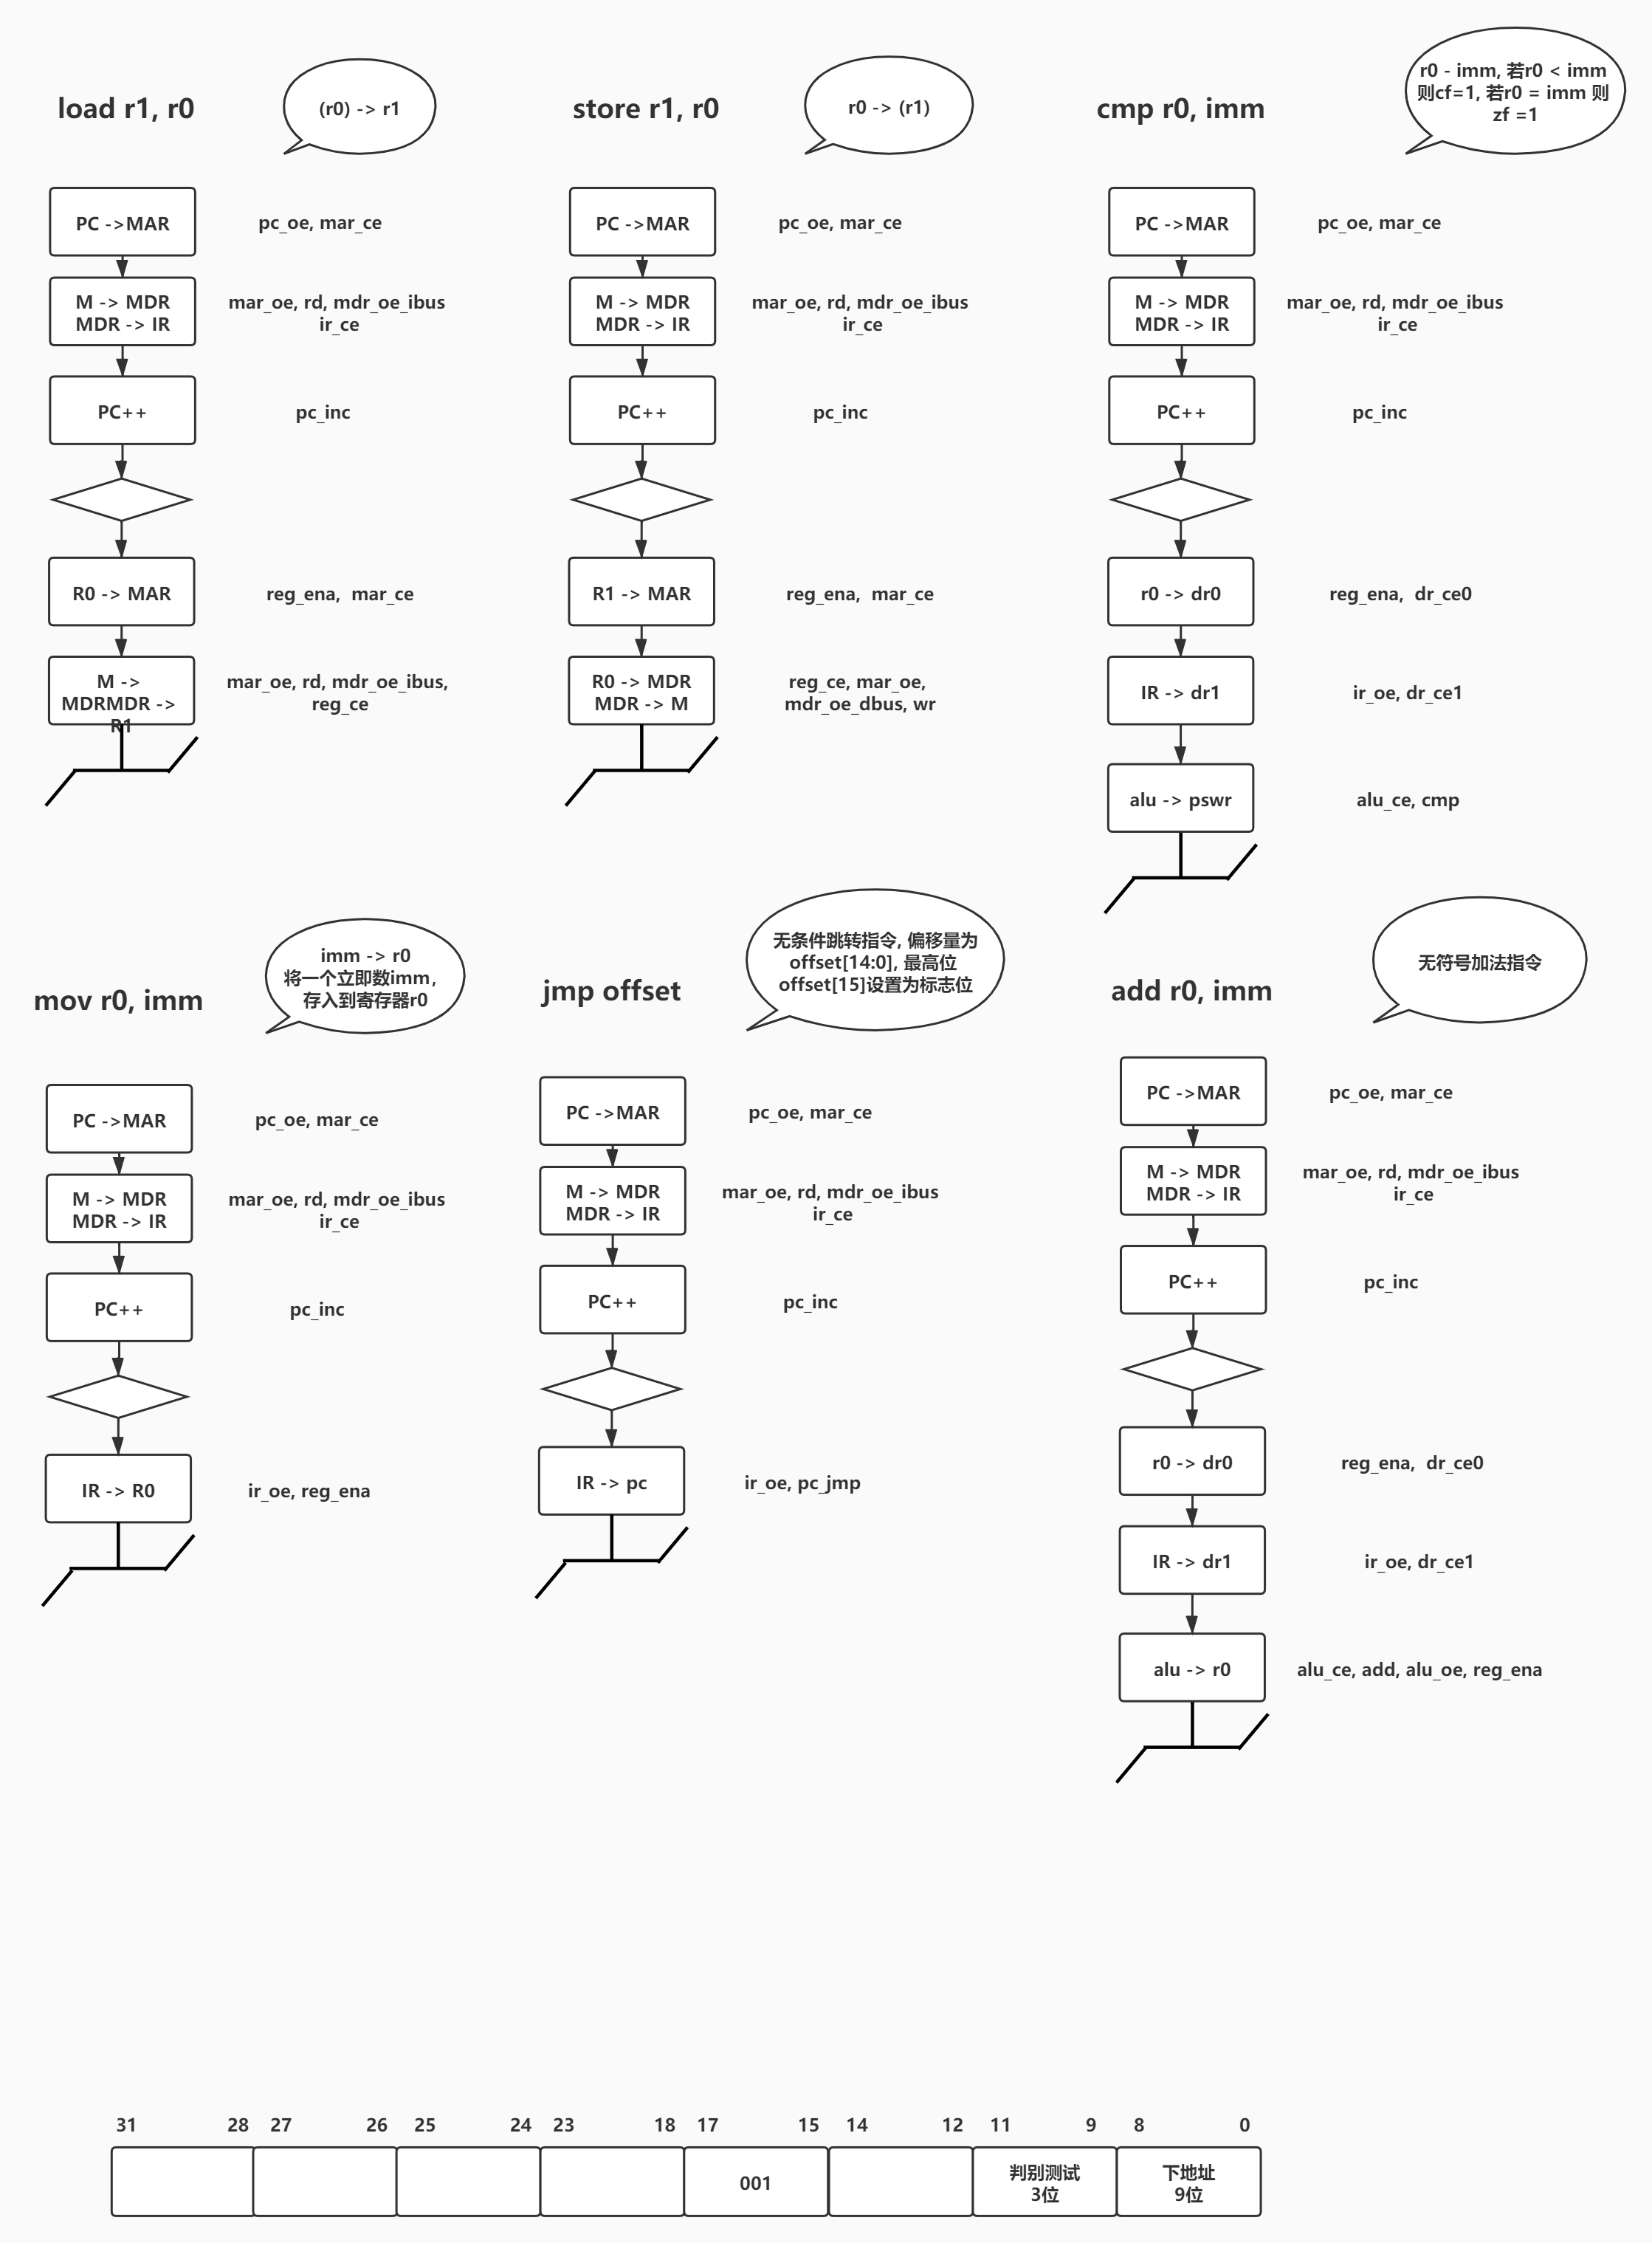 load r1, r0
(r0) -> r1
PC ->MAR
pc_oe, mar_ce
M -> MDR
MDR -> IR
mar_oe, rd, mdr_oe_ibus
ir_ce
PC++
pc_inc
R0 -> MAR
reg_ena, mar_ce
M ->
MDRMDR ->
R1
mar_oe, rd, mdr_oe_ibus,
reg_ce
store r1, r0
r0 -> (r1)
PC ->MAR
pc_oe, mar_ce
M -> MDR
MDR -> IR
mar_oe, rd, mdr_oe_ibus
ir_ce
PC++
pc_inc
R1 -> MAR
reg_ena, mar_ce
R0 -> MDR
MDR -> M
reg_ce, mar_oe,
mdr_oe_dbus, wr
cmp r0, imm
r0 - imm, 若r0 < imm
则cf=1, 若r0 = imm 则
zf =1
PC ->MAR
pc_oe, mar_ce
M -> MDR
MDR -> IR
mar_oe, rd, mdr_oe_ibus
ir_ce
PC++
pc_inc
r0 -> dr0
reg_ena, dr_ce0
IR -> dr1
ir_oe, dr_ce1
alu -> pswr
alu_ce, cmp
mov r0, imm
imm -> r0
将一个立即数imm,
存入到寄存器r0
PC ->MAR
pc_oe, mar_ce
M -> MDR
MDR -> IR
mar_oe, rd, mdr_oe_ibus
ir_ce
PC++
pc_inc
IR -> R0
ir_oe, reg_ena
jmp offset
无条件跳转指令, 偏移量为
offset[14:0], 最高位
offset[15]设置为标志位
PC ->MAR
pc_oe, mar_ce
M -> MDR
MDR -> IR
mar_oe, rd, mdr_oe_ibus
ir_ce
PC++
pc_inc
IR -> pc
ir_oe, pc_jmp
add r0, imm
无符号加法指令
PC ->MAR
pc_oe, mar_ce
M -> MDR
MDR -> IR
mar_oe, rd, mdr_oe_ibus
ir_ce
PC++
pc_inc
r0 -> dr0
reg_ena, dr_ce0
IR -> dr1
ir_oe, dr_ce1
alu -> r0
alu_ce, add, alu_oe, reg_ena
31 28 27 26 25 24 23 18 17 15 14 12 11 9 8 0
001
判别测试
3位
下地址
9位